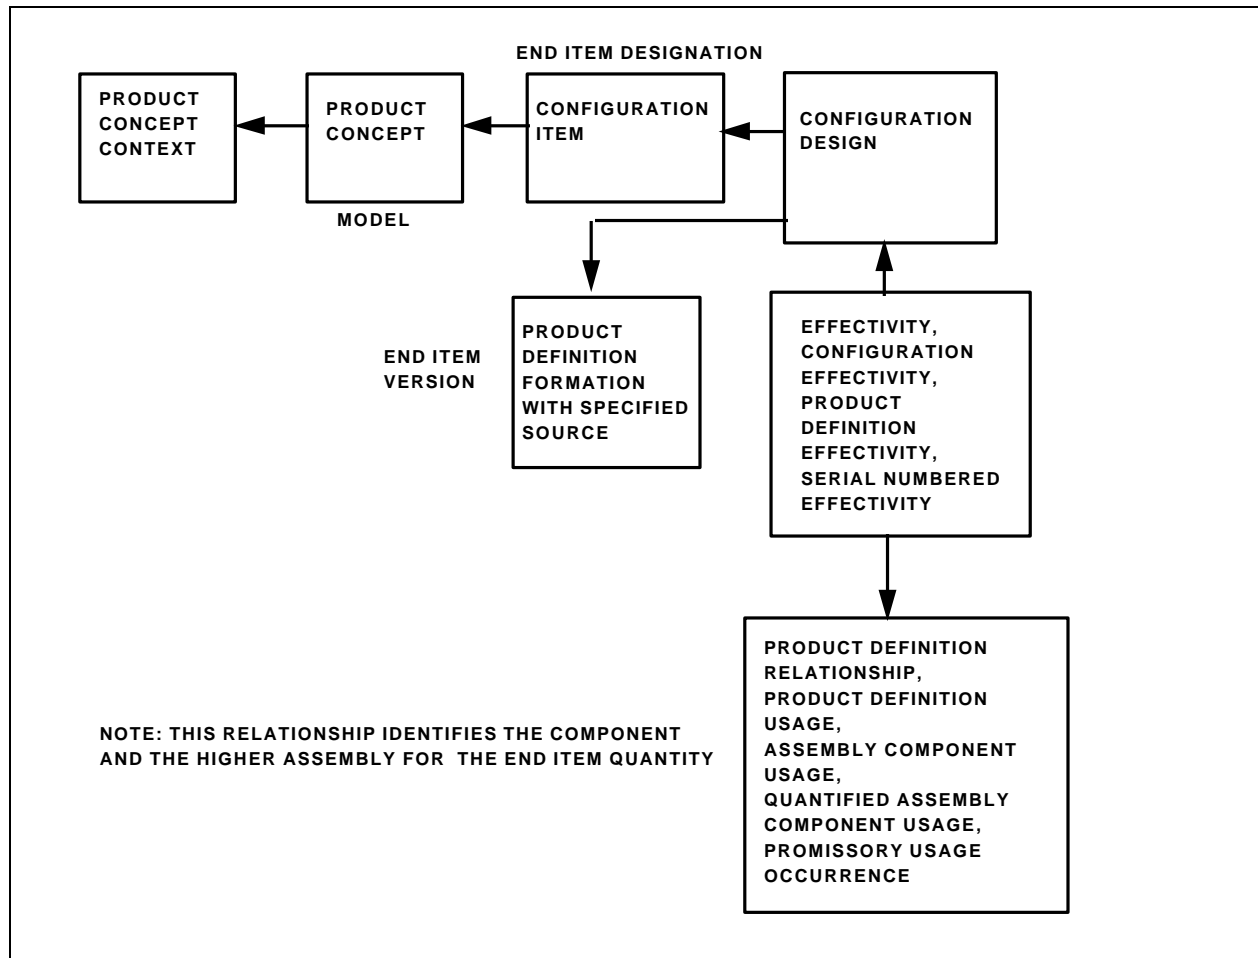 END ITEM DESIGNATION
PRODUCT
CONCEPT
CONTEXT
PRODUCT
CONCEPT
MODEL
CONFIGURATION
ITEM
CONFIGURATION
DESIGN
END ITEM
VERSION
PRODUCT
DEFINITION
FORMATION
WITH SPECIFIED
SOURCE
EFFECTIVITY,
CONFIGURATION
EFFECTIVITY,
PRODUCT
DEFINITION
EFFECTIVITY,
SERIAL NUMBERED
EFFECTIVITY
NOTE: THIS RELATIONSHIP IDENTIFIES THE COMPONENT
AND THE HIGHER ASSEMBLY FOR THE END ITEM QUANTITY
PRODUCT DEFINITION
RELATIONSHIP,
PRODUCT DEFINITION
USAGE,
ASSEMBLY COMPONENT
USAGE,
QUANTIFIED ASSEMBLY
COMPONENT USAGE,
PROMISSORY USAGE
OCCURRENCE